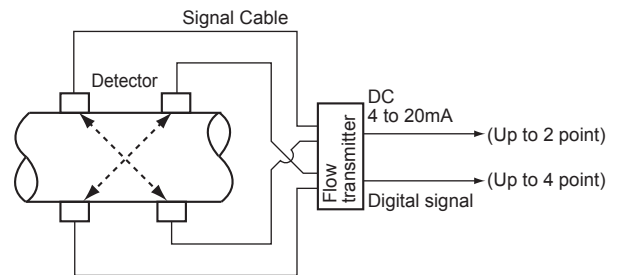 Signal Cable
Detector
DC
4 to 20mA
(Up to 2 point)
Flow
transmitter
(Up to 4 point)
Digital signal